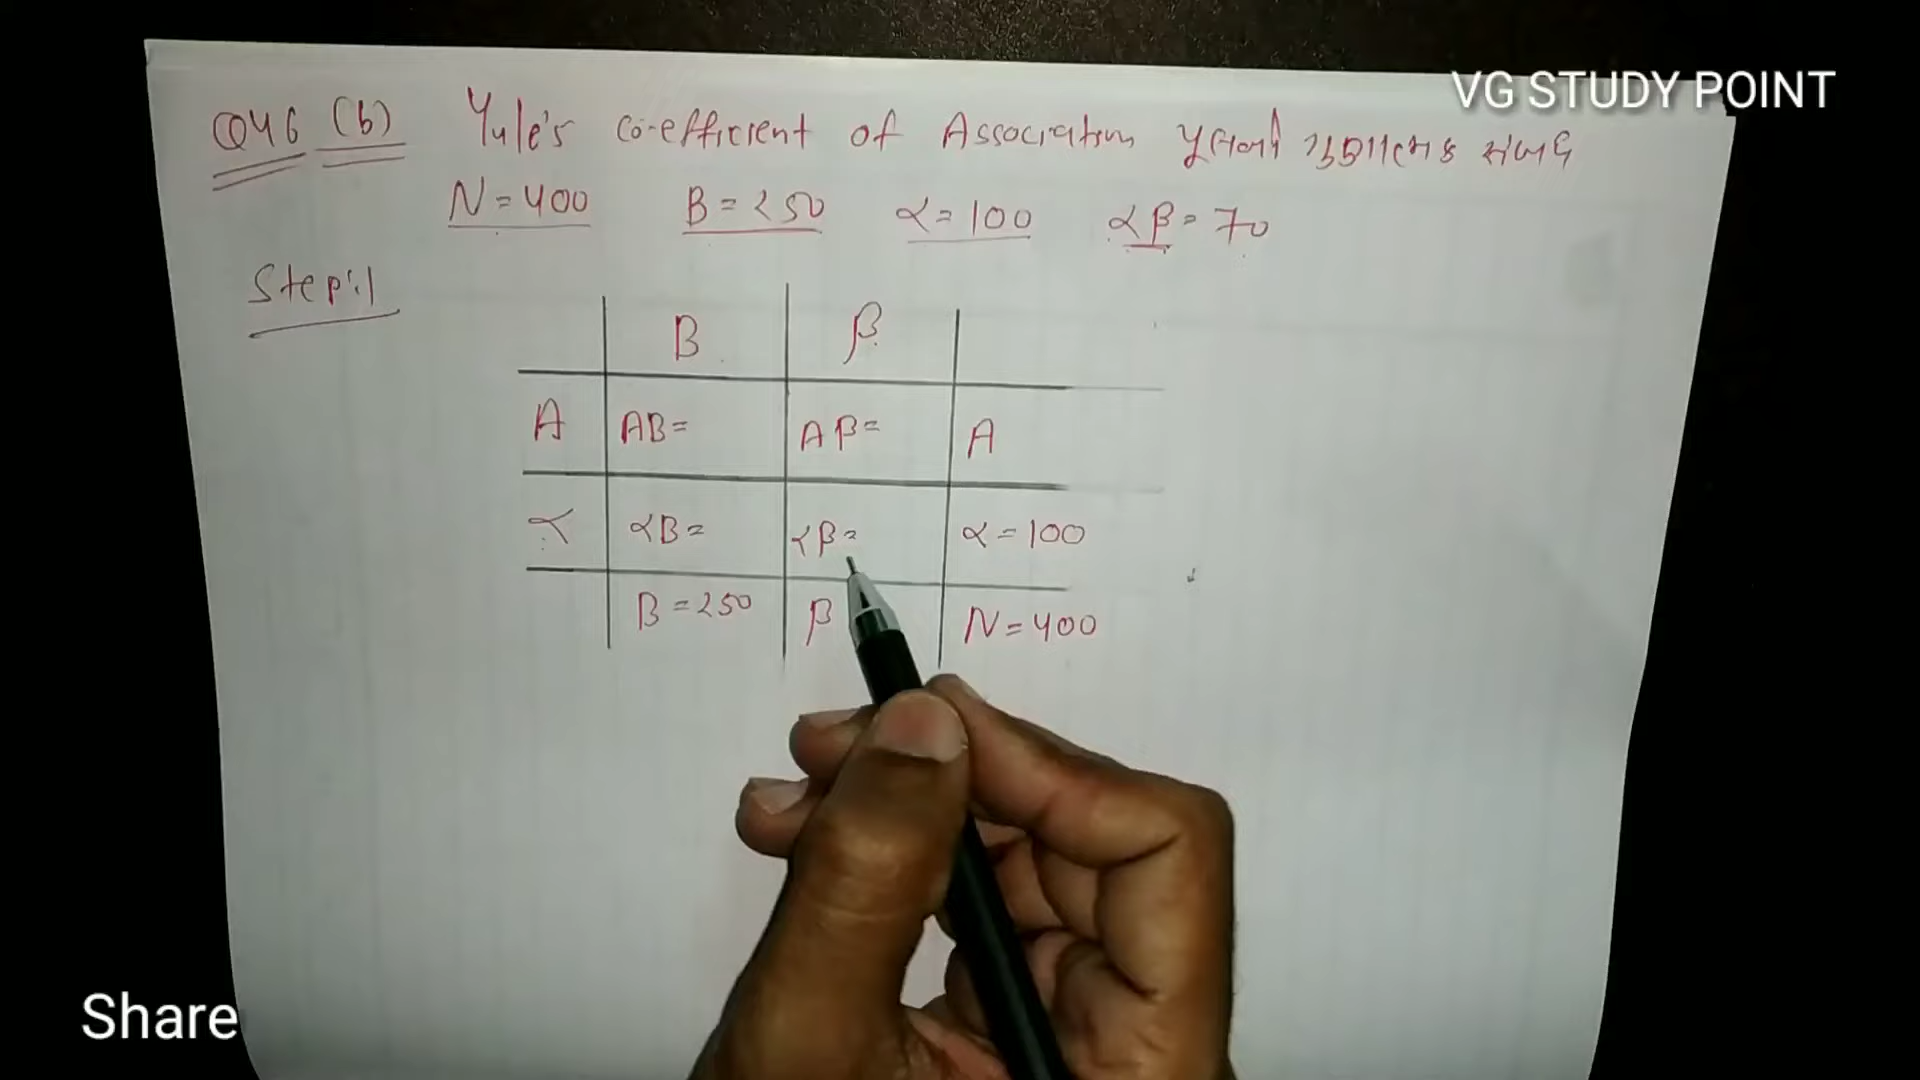 VG STUDY POINT
Q46 (b) Yule's co-efficient of Association
N = 400 B = 250 α = 100 αβ = 70
Step:1
B β
A AB = Aβ = A
α αB = αβ = α = 100
B = 250 β N = 400
Share